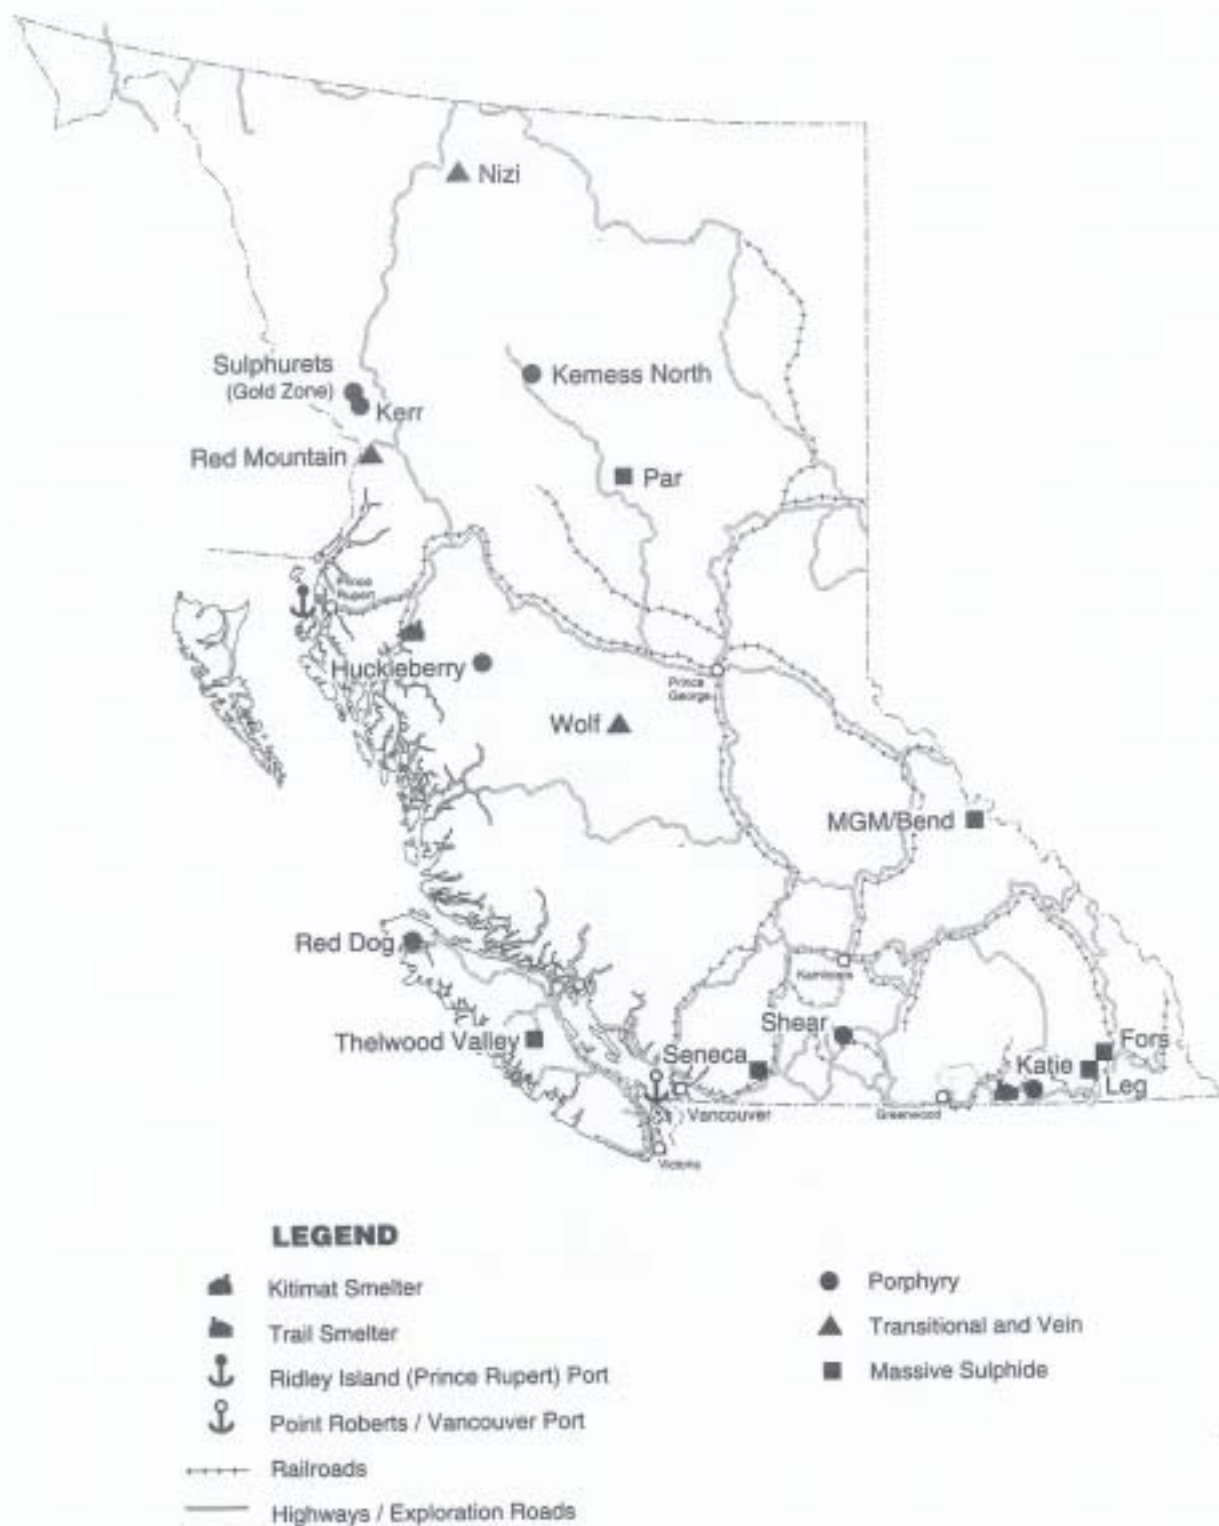 Nizi
Sulphurets
(Gold Zone)
Kemess North
Kerr
Red Mountain
Par
Prince
Rupert
Huckleberry
Prince
George
Wolf
MGM/Bend
Red Dog
Kamloops
Shear
Thelwood Valley
Seneca
Fors
Katie
Leg
Vancouver
Greenwood
Victoria
LEGEND
Kitimat Smelter
Trail Smelter
Ridley Island (Prince Rupert) Port
Point Roberts / Vancouver Port
Railroads
Highways / Exploration Roads
Porphyry
Transitional and Vein
Massive Sulphide